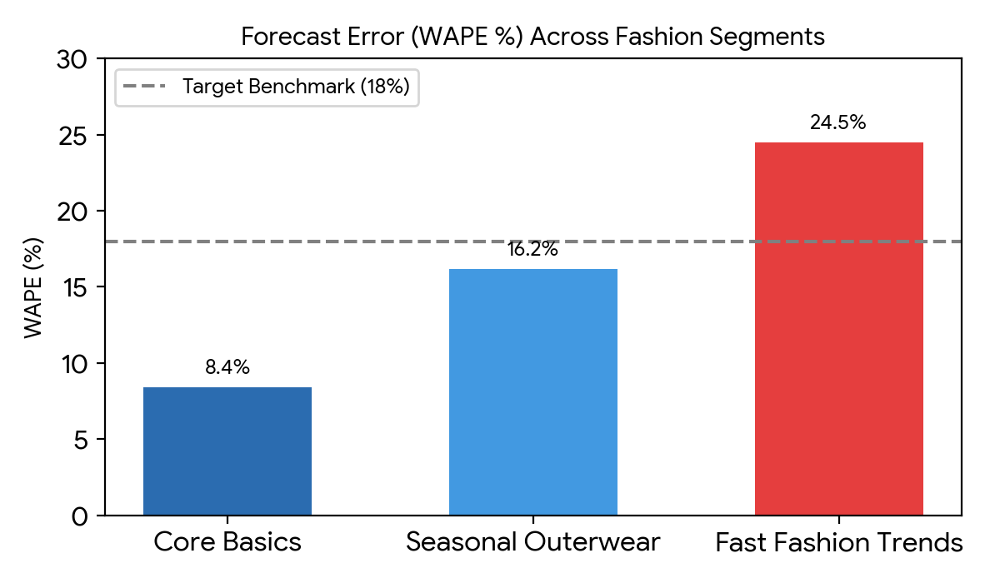 Forecast Error (WAPE %) Across Fashion Segments
30
Target Benchmark (18%)
24.5%
25
20
16.2%
15
WAPE (%)
10
8.4%
5
0
Core Basics
Seasonal Outerwear
Fast Fashion Trends